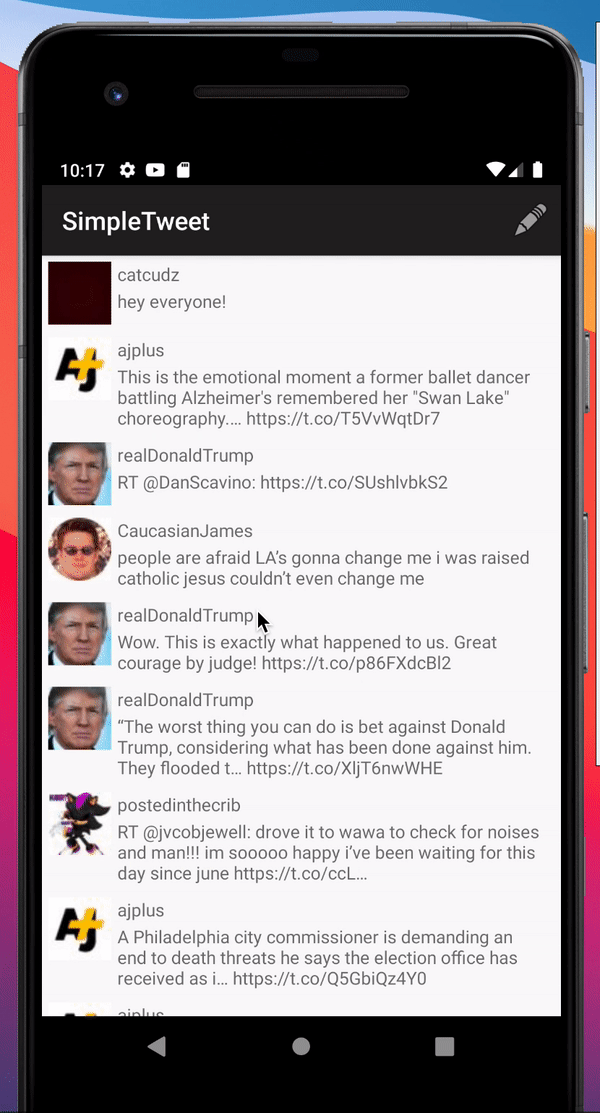 10:17
SimpleTweet
catcudz
hey everyone!
ajplus
This is the emotional moment a former ballet dancer
battling Alzheimer's remembered her "Swan Lake"
choreography.… https://t.co/T5VvWqtDr7
realDonaldTrump
RT @DanScavino: https://t.co/SUshlvbkS2
CaucasianJames
people are afraid LA’s gonna change me i was raised
catholic jesus couldn’t even change me
realDonaldTrump
Wow. This is exactly what happened to us. Great
courage by judge! https://t.co/p86FXdcBl2
realDonaldTrump
“The worst thing you can do is bet against Donald
Trump, considering what has been done against him.
They flooded t… https://t.co/XljT6nwWHE
postedinthecrib
RT @jvcobjewell: drove it to wawa to check for noises
and man!!! im sooooo happy i’ve been waiting for this
day since june https://t.co/ccL…
ajplus
A Philadelphia city commissioner is demanding an
end to death threats he says the election office has
received as i… https://t.co/Q5GbiQz4Y0
ajplus